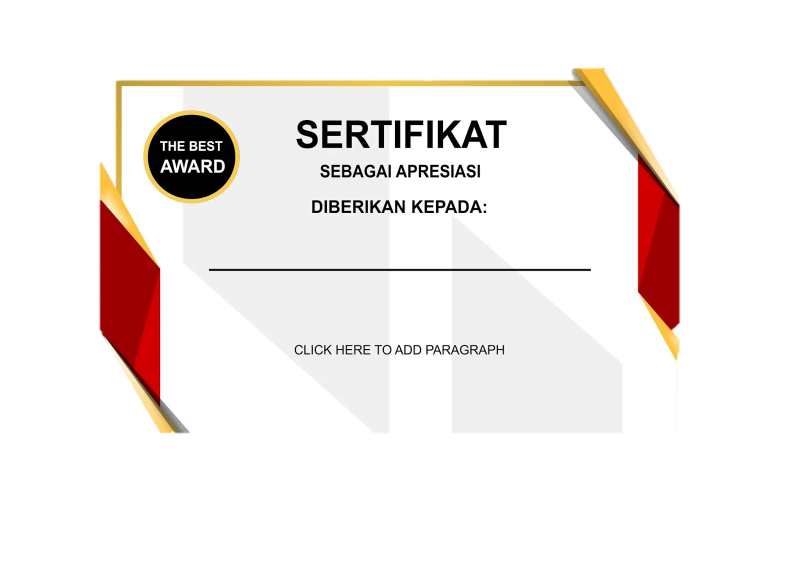 THE BEST
AWARD
SERTIFIKAT
SEBAGAI APRESIASI
DIBERIKAN KEPADA:
CLICK HERE TO ADD PARAGRAPH